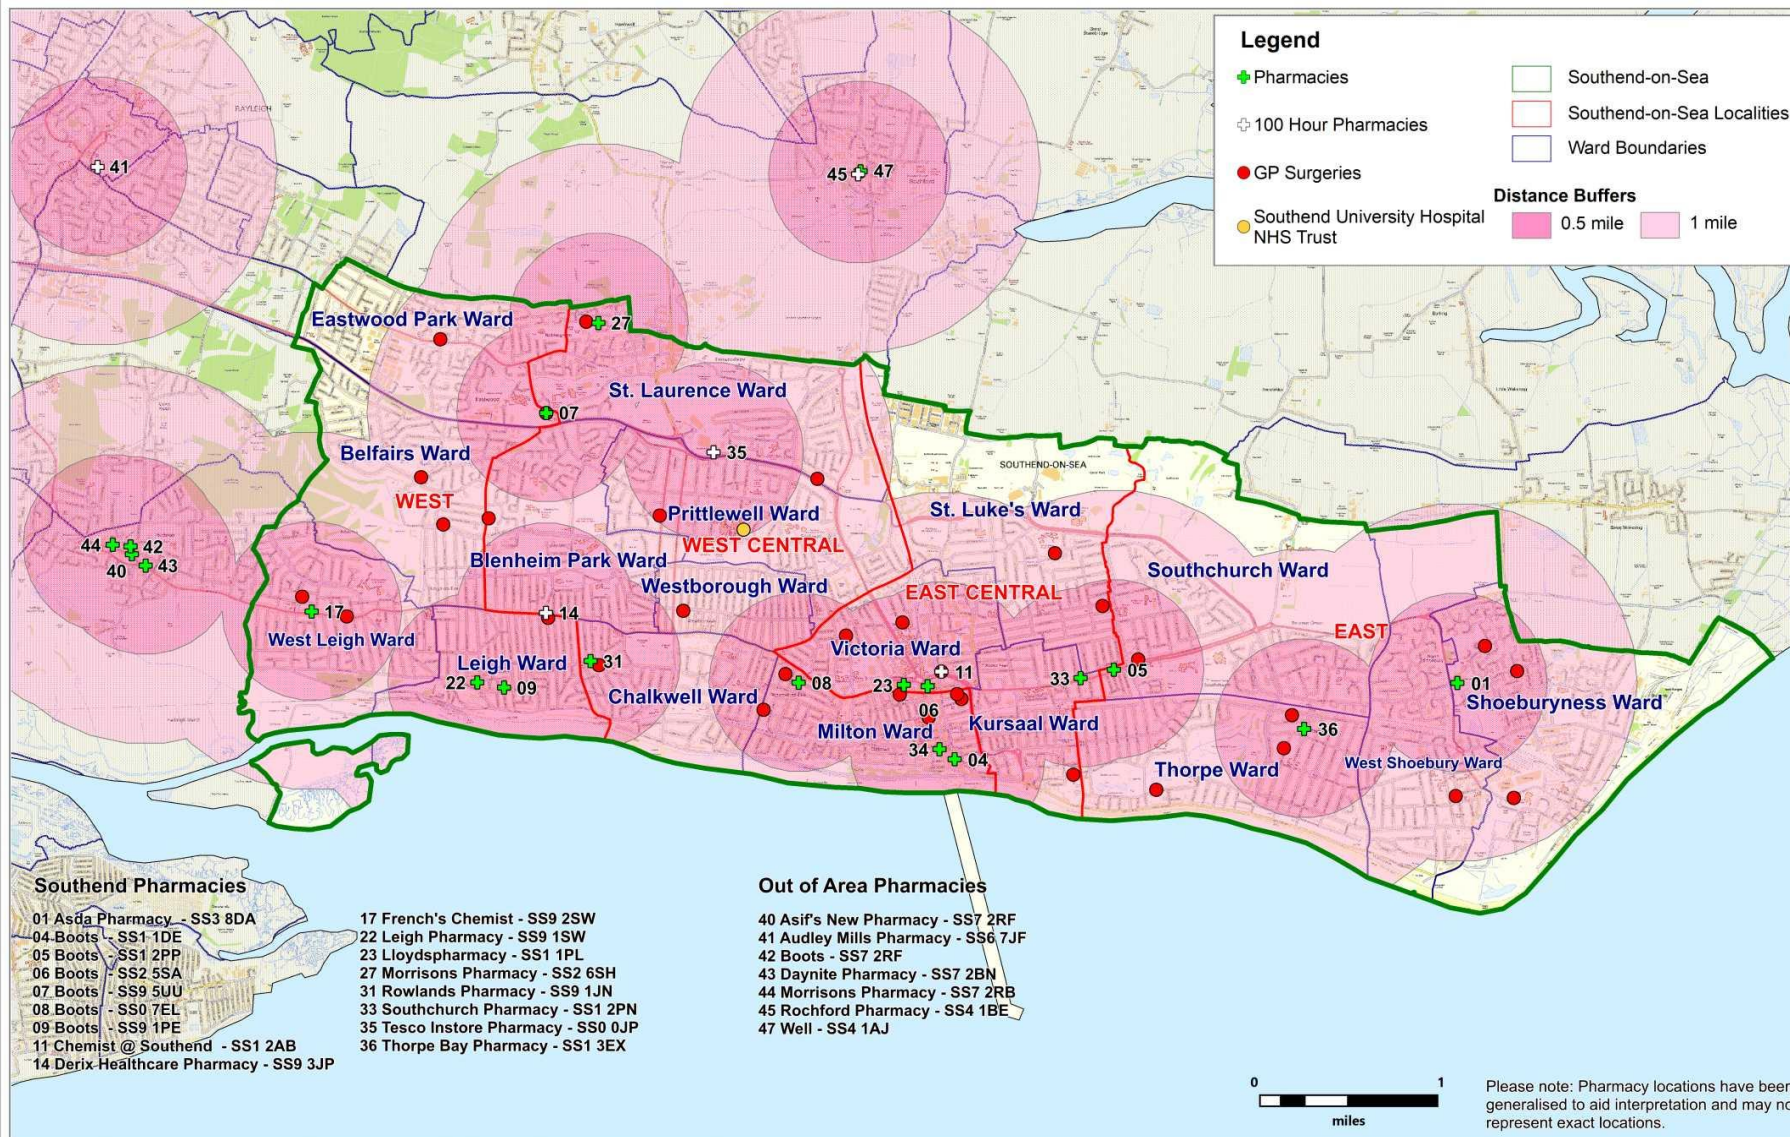 Legend
Pharmacies
100 Hour Pharmacies
GP Surgeries
Southend University Hospital
NHS Trust
Southend-on-Sea
Southend-on-Sea Localities
Ward Boundaries
Distance Buffers
0.5 mile
1 mile
RAYLEIGH
41
45
47
Eastwood Park Ward
27
St. Laurence Ward
07
Belfairs Ward
35
WEST
SOUTHEND-ON-SEA
Prittlewell Ward
St. Luke's Ward
WEST CENTRAL
44
42
40
43
Blenheim Park Ward
Southchurch Ward
Westborough Ward
EAST CENTRAL
17
14
EAST
West Leigh Ward
Victoria Ward
Leigh Ward
31
11
05
22
09
08
23
33
01
Chalkwell Ward
06
Shoeburyness Ward
Milton Ward
Kursaal Ward
36
34
04
Thorpe Ward
West Shoebury Ward
Southend Pharmacies
01 Asda Pharmacy - SS3 8DA
04 Boots - SS1 1DE
05 Boots - SS1 2PP
06 Boots - SS2 5SA
07 Boots - SS9 5UU
08 Boots - SS0 7EL
09 Boots - SS9 1PE
11 Chemist @ Southend - SS1 2AB
14 Derix Healthcare Pharmacy - SS9 3JP
17 French's Chemist - SS9 2SW
22 Leigh Pharmacy - SS9 1SW
23 Lloydspharmacy - SS1 1PL
27 Morrisons Pharmacy - SS2 6SH
31 Rowlands Pharmacy - SS9 1JN
33 Southchurch Pharmacy - SS1 2PN
35 Tesco Instore Pharmacy - SS0 0JP
36 Thorpe Bay Pharmacy - SS1 3EX
Out of Area Pharmacies
40 Asif's New Pharmacy - SS7 2RF
41 Audley Mills Pharmacy - SS6 7JF
42 Boots - SS7 2RF
43 Daynite Pharmacy - SS7 2BN
44 Morrisons Pharmacy - SS7 2RB
45 Rochford Pharmacy - SS4 1BE
47 Well - SS4 1AJ
0 1
miles
Please note: Pharmacy locations have been
generalised to aid interpretation and may no
represent exact locations.